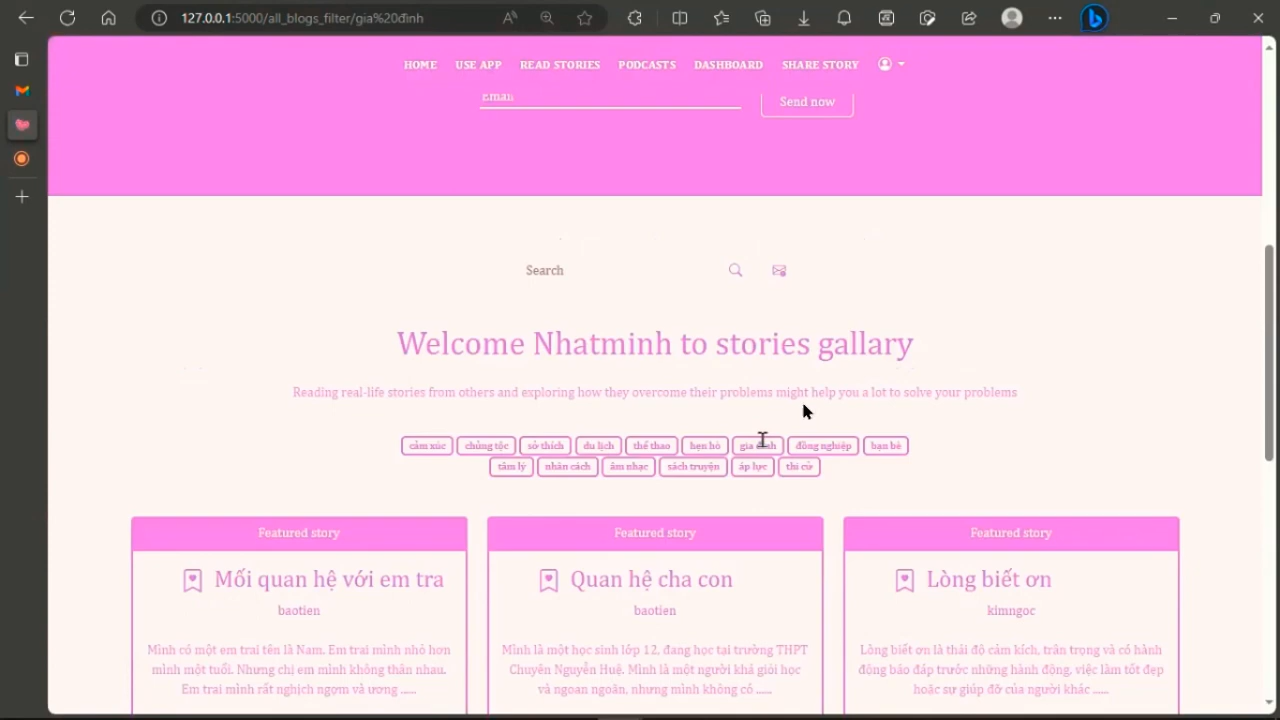 127.0.0.1:5000/all_blogs_filter/gia%20đình
HOME USE APP READ STORIES PODCASTS DASHBOARD SHARE STORY
Send now
Search
Welcome Nhatminh to stories gallary
Reading real-life stories from others and exploring how they overcome their problems might help you a lot to solve your problems
cảm xúc chủng tộc sở thích du lịch thể thao hẹn hò gia đình đồng nghiệp bạn bè
tâm lý nhân cách âm nhạc sách truyện áp lực thi cử
Featured story Featured story Featured story
Mối quan hệ với em tra Quan hệ cha con Lòng biết ơn
baotien baotien kimngoc
Mình có một em trai tên là Nam. Em trai mình nhỏ hơn
mình một tuổi. Nhưng chị em mình không thân nhau.
Em trai mình rất nghịch ngợm và ương ......
Mình là một học sinh lớp 12, đang học tại trường THPT
Chuyên Nguyễn Huệ. Mình là một người khá giỏi học
và ngoan ngoãn, nhưng mình không có ......
Lòng biết ơn là thái độ cảm kích, trân trọng và có hành
động báo đáp trước những hành động, việc làm tốt đẹp
hoặc sự giúp đỡ của người khác ......